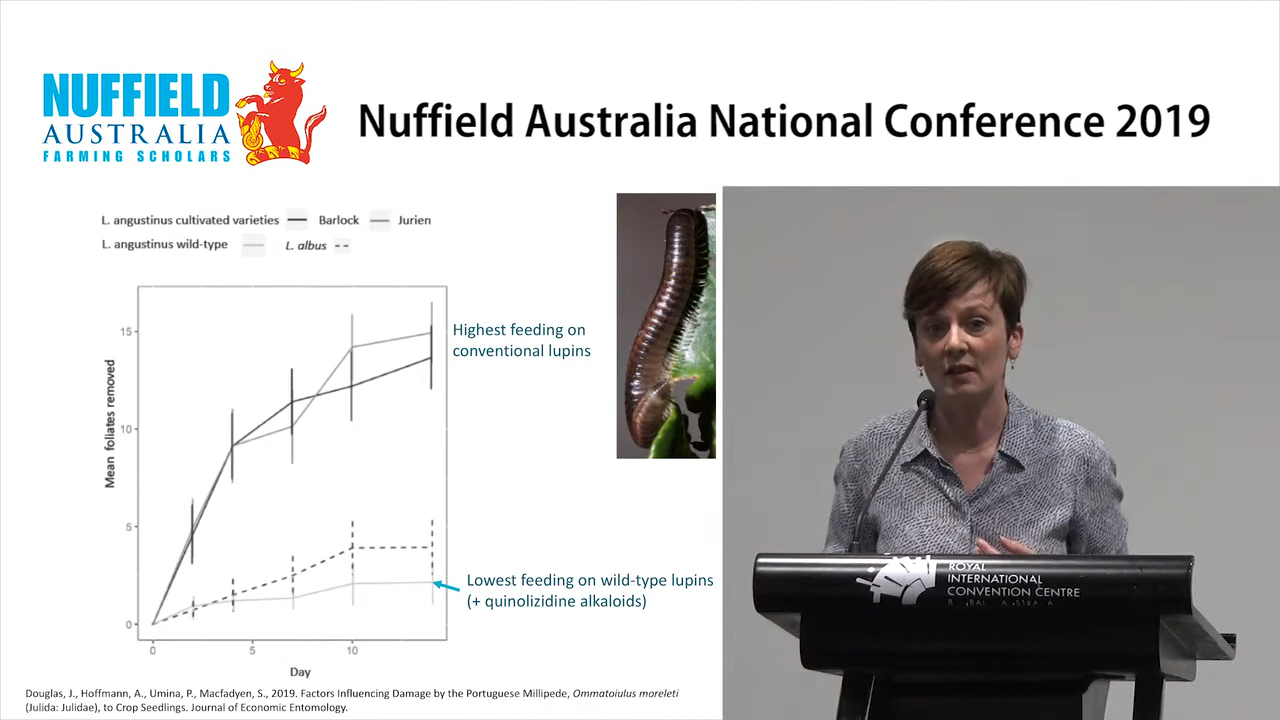 NUFFIELD
AUSTRALIA
FARMING SCHOLARS
Nuffield Australia National Conference 2019
L. angustinus cultivated varieties Barlock Jurien
L. angustinus wild-type L. albus
Highest feeding on
conventional lupins
15
10
5
0
Mean foliates removed
0 5 10
Day
Lowest feeding on wild-type lupins
(+ quinolizidine alkaloids)
Douglas, J., Hoffmann, A., Umina, P., Macfadyen, S., 2019. Factors Influencing Damage by the Portuguese Millipede, Ommatoiulus moreleti
(Julida: Julidae), to Crop Seedlings. Journal of Economic Entomology.
ROYAL
INTERNATIONAL
CONVENTION CENTRE